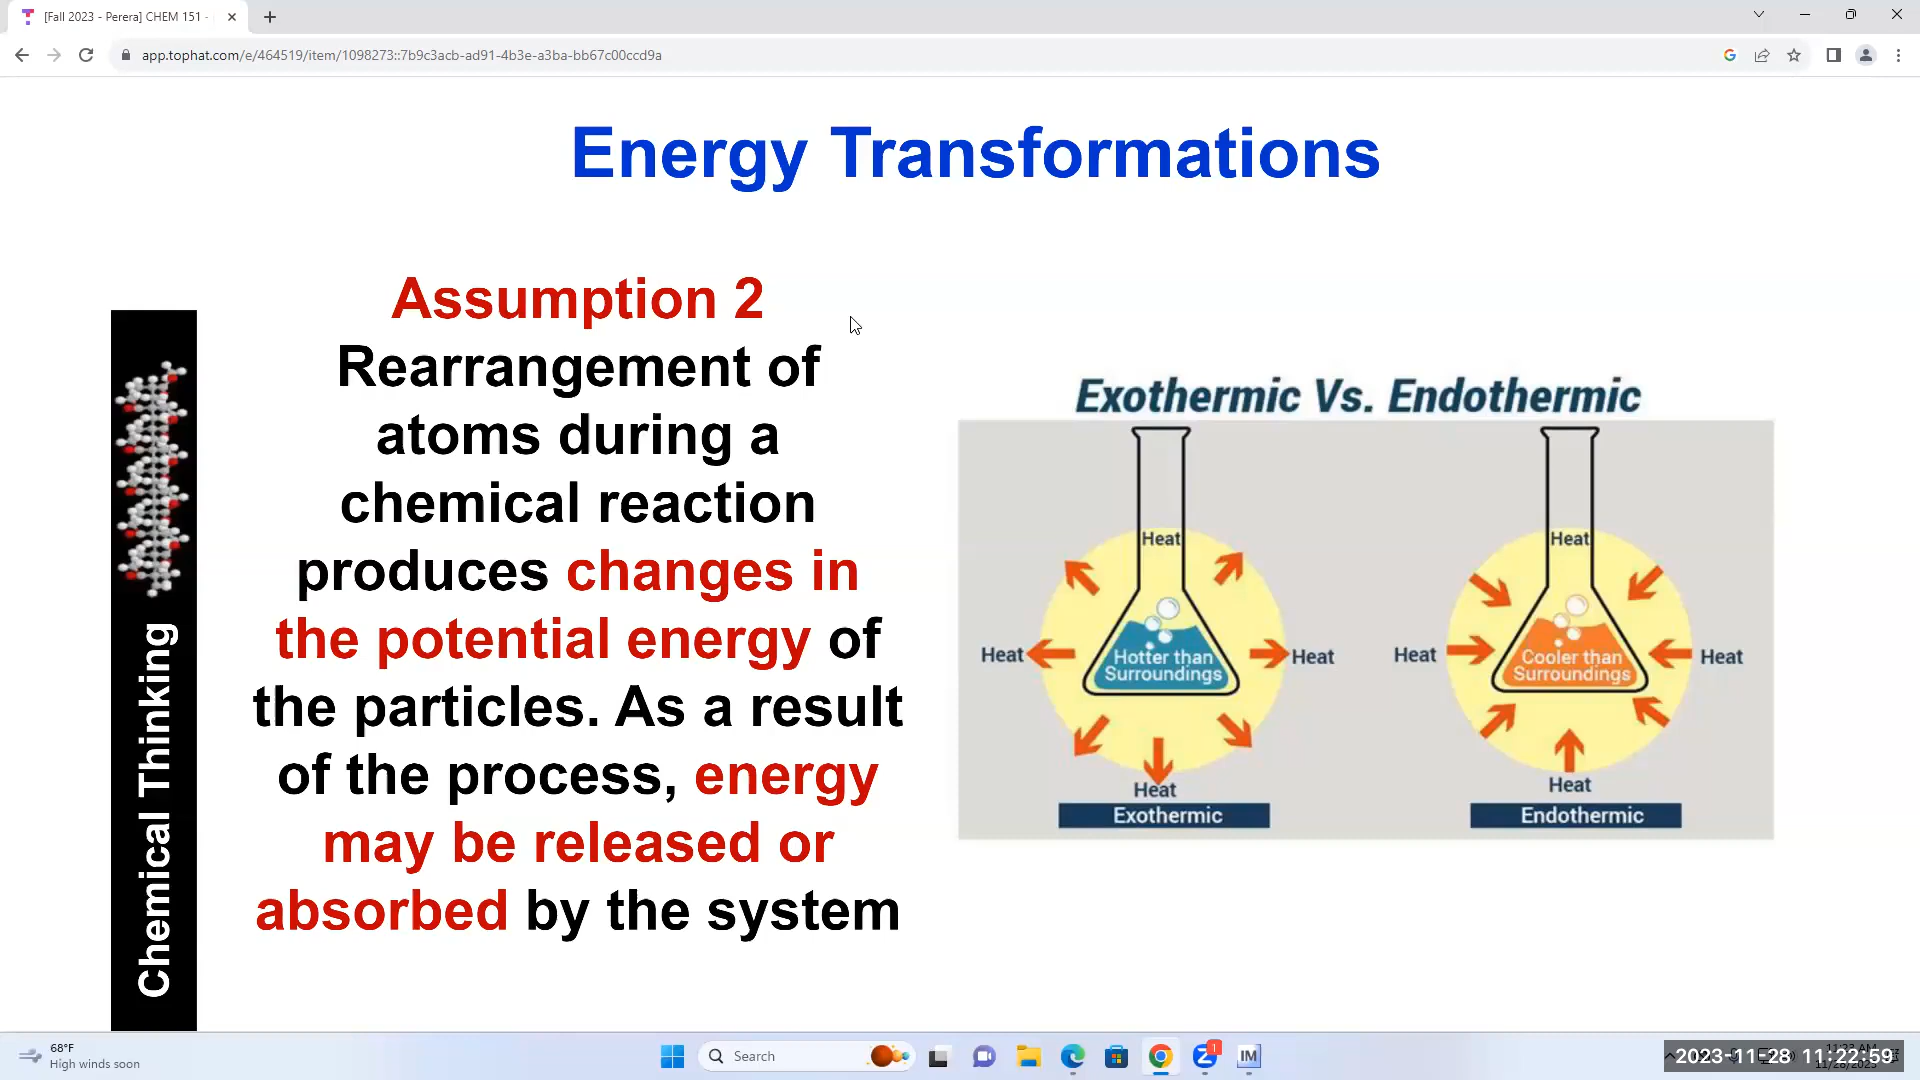 [Fall 2023 - Perera] CHEM 151 -
app.tophat.com/e/464519/item/1098273::7b9c3acb-ad91-4b3e-a3ba-bb67c00ccd9a
Energy Transformations
Chemical Thinking
Assumption 2
Rearrangement of
atoms during a
chemical reaction
produces changes in
the potential energy of
the particles. As a result
of the process, energy
may be released or
absorbed by the system
Exothermic Vs. Endothermic
Heat
Heat
Hotter than
Surroundings
Heat
Heat
Exothermic
Heat
Heat
Cooler than
Surroundings
Heat
Heat
Endothermic
68°F
High winds soon
Search
1
IM
2023-11-28 11:22:59